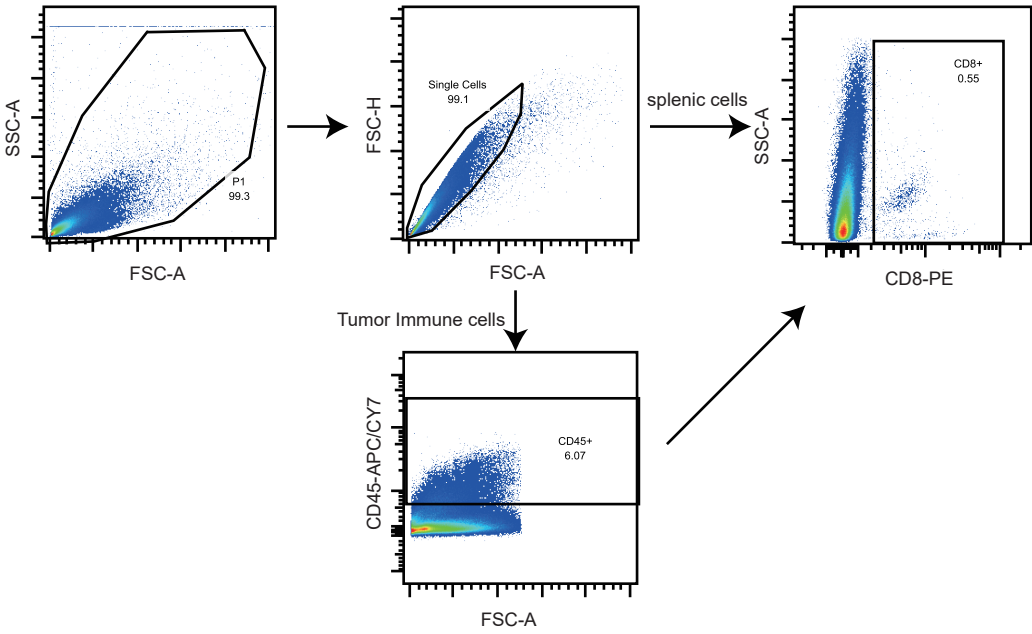 SSC-A
P1
99.3
FSC-A
FSC-H
Single Cells
99.1
FSC-A
splenic cells
SSC-A
CD8+
0.55
CD8-PE
Tumor Immune cells
CD45-APC/CY7
CD45+
6.07
FSC-A